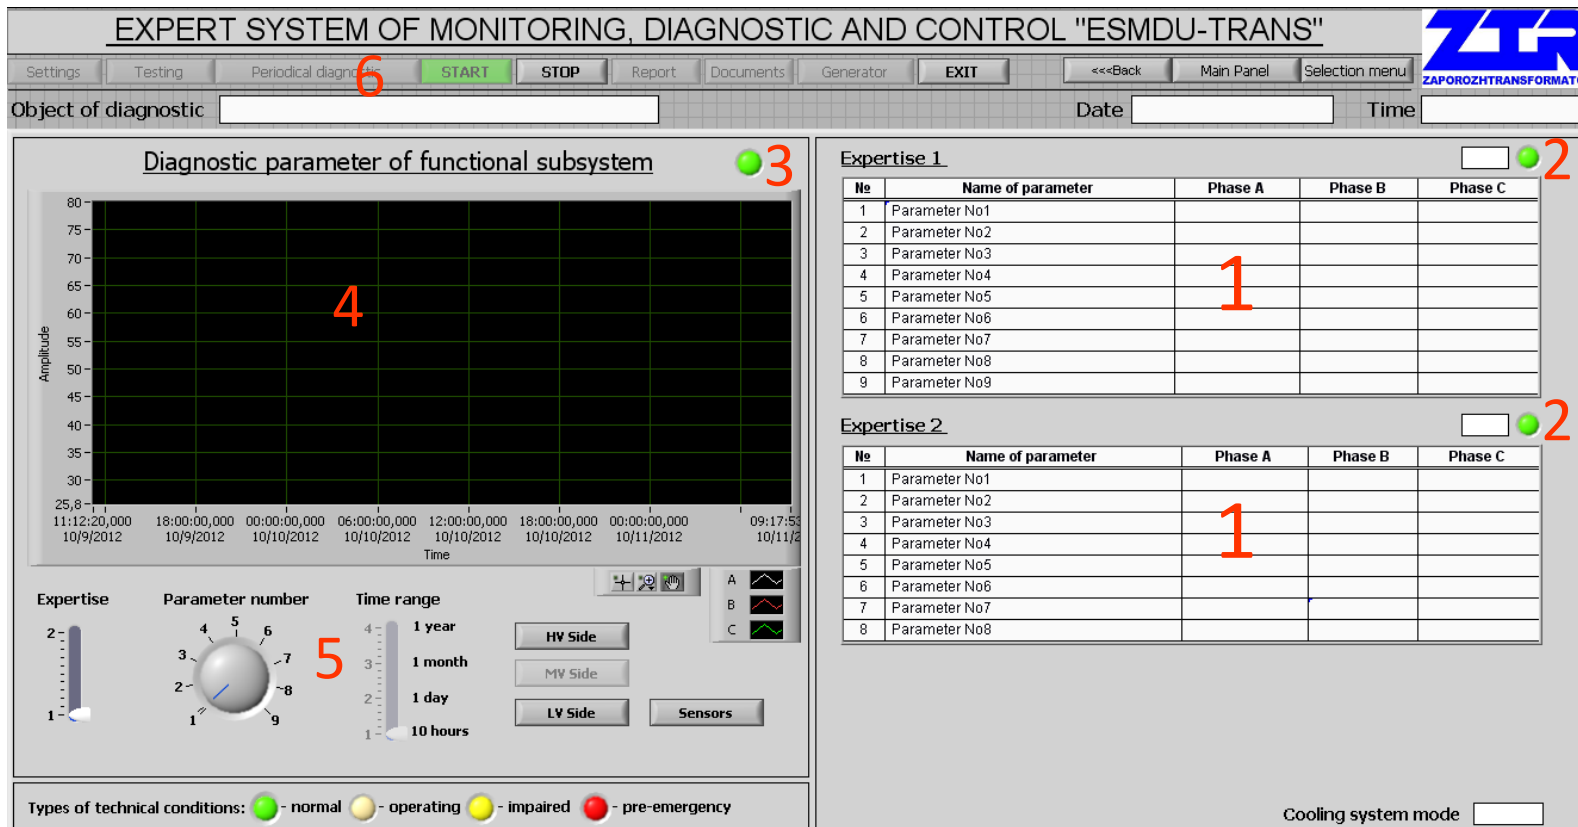 EXPERT SYSTEM OF MONITORING, DIAGNOSTIC AND CONTROL "ESMDU-TRANS"
ZTR
ZAPOROZHTRANSFORMATO
Settings Testing Periodical diagnostic START STOP Report Documents Generator EXIT <<<Back Main Panel Selection menu
6
Object of diagnostic Date Time
Diagnostic parameter of functional subsystem 3
80
75
70
65
60
55
50
45
40
35
30
25,8
Amplitude
4
11:12:20,000 18:00:00,000 00:00:00,000 06:00:00,000 12:00:00,000 18:00:00,000 00:00:00,000 09:17:53
10/9/2012 10/9/2012 10/10/2012 10/10/2012 10/10/2012 10/10/2012 10/11/2012 10/11/2
Time
A
B
C
Expertise Parameter number Time range
2
1
1 2 3 4 5 6 7 8 9
5
4 1 year
3 1 month
2 1 day
1 10 hours
HV Side
MV Side
LV Side Sensors
Types of technical conditions: - normal - operating - impaired - pre-emergency
Expertise 1 2
№ Name of parameter Phase A Phase B Phase C
1 Parameter No1
2 Parameter No2
3 Parameter No3
4 Parameter No4
5 Parameter No5
6 Parameter No6
7 Parameter No7
8 Parameter No8
9 Parameter No9
1
Expertise 2 2
№ Name of parameter Phase A Phase B Phase C
1 Parameter No1
2 Parameter No2
3 Parameter No3
4 Parameter No4
5 Parameter No5
6 Parameter No6
7 Parameter No7
8 Parameter No8
1
Cooling system mode